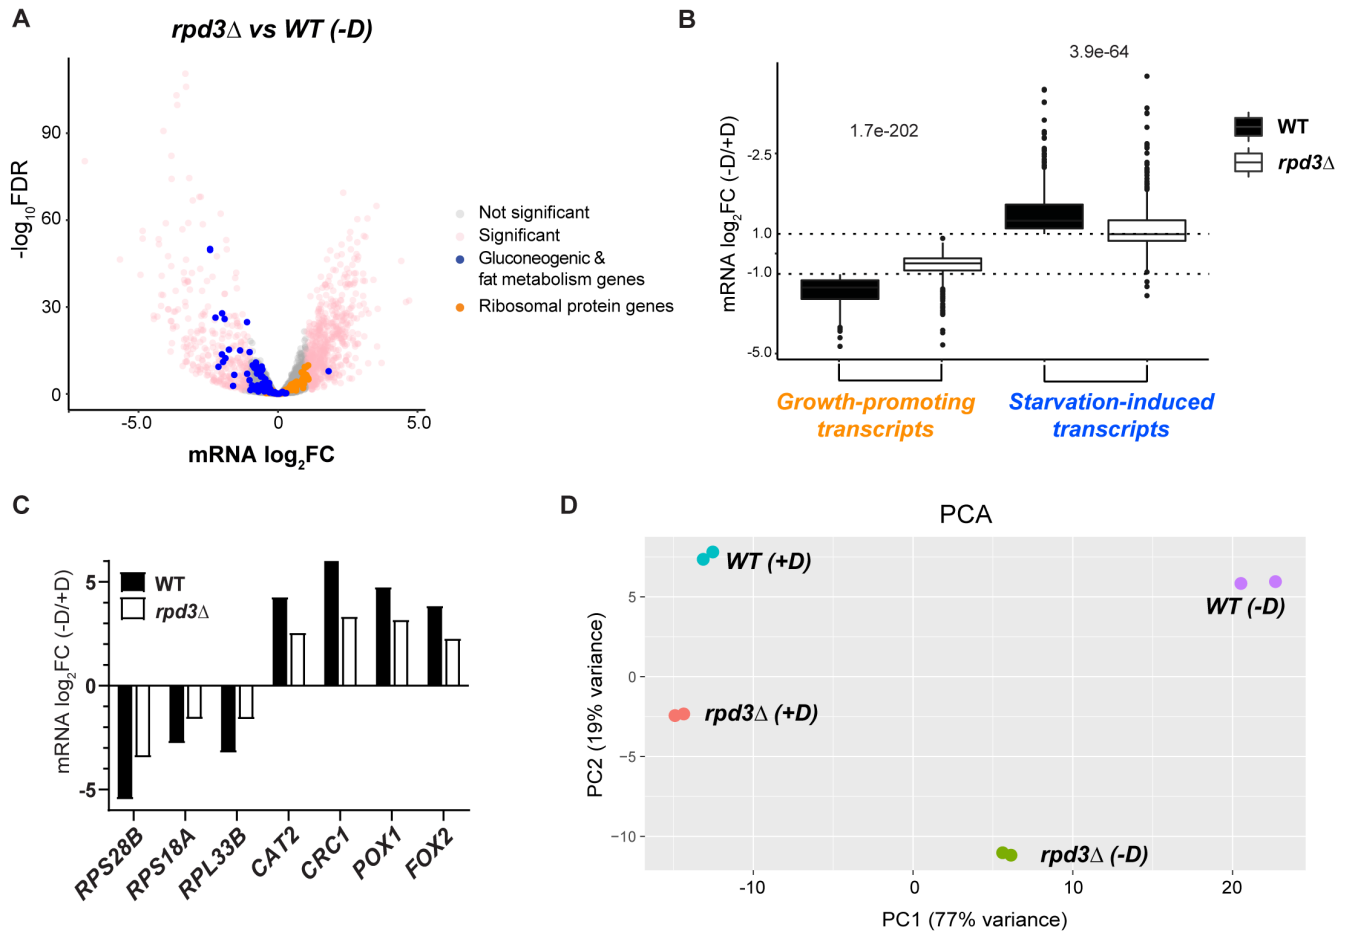 A
rpd3Δ vs WT (-D)
-log10FDR
90
60
30
0
-5.0
0
5.0
mRNA log2FC
Not significant
Significant
Gluconeogenic &
fat metabolism genes
Ribosomal protein genes
B
3.9e-64
1.7e-202
mRNA log2FC (-D/+D)
-2.5
1.0
-1.0
-5.0
WT
rpd3Δ
Growth-promoting
transcripts
Starvation-induced
transcripts
C
mRNA log2FC (-D/+D)
5
0
-5
WT
rpd3Δ
RPS28B
RPS18A
RPL33B
CAT2
CRC1
POX1
FOX2
D
PCA
PC2 (19% variance)
5
0
−5
−10
WT (+D)
WT (-D)
rpd3Δ (+D)
rpd3Δ (-D)
-10
0
10
20
PC1 (77% variance)